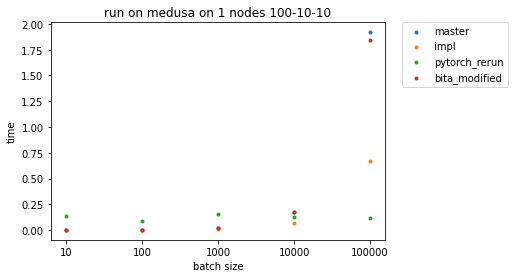 run on medusa on 1 nodes 100-10-10
2.00
1.75
1.50
1.25
1.00
0.75
0.50
0.25
0.00
time
10
100
1000
10000
100000
batch size
master
impl
pytorch_rerun
bita_modified